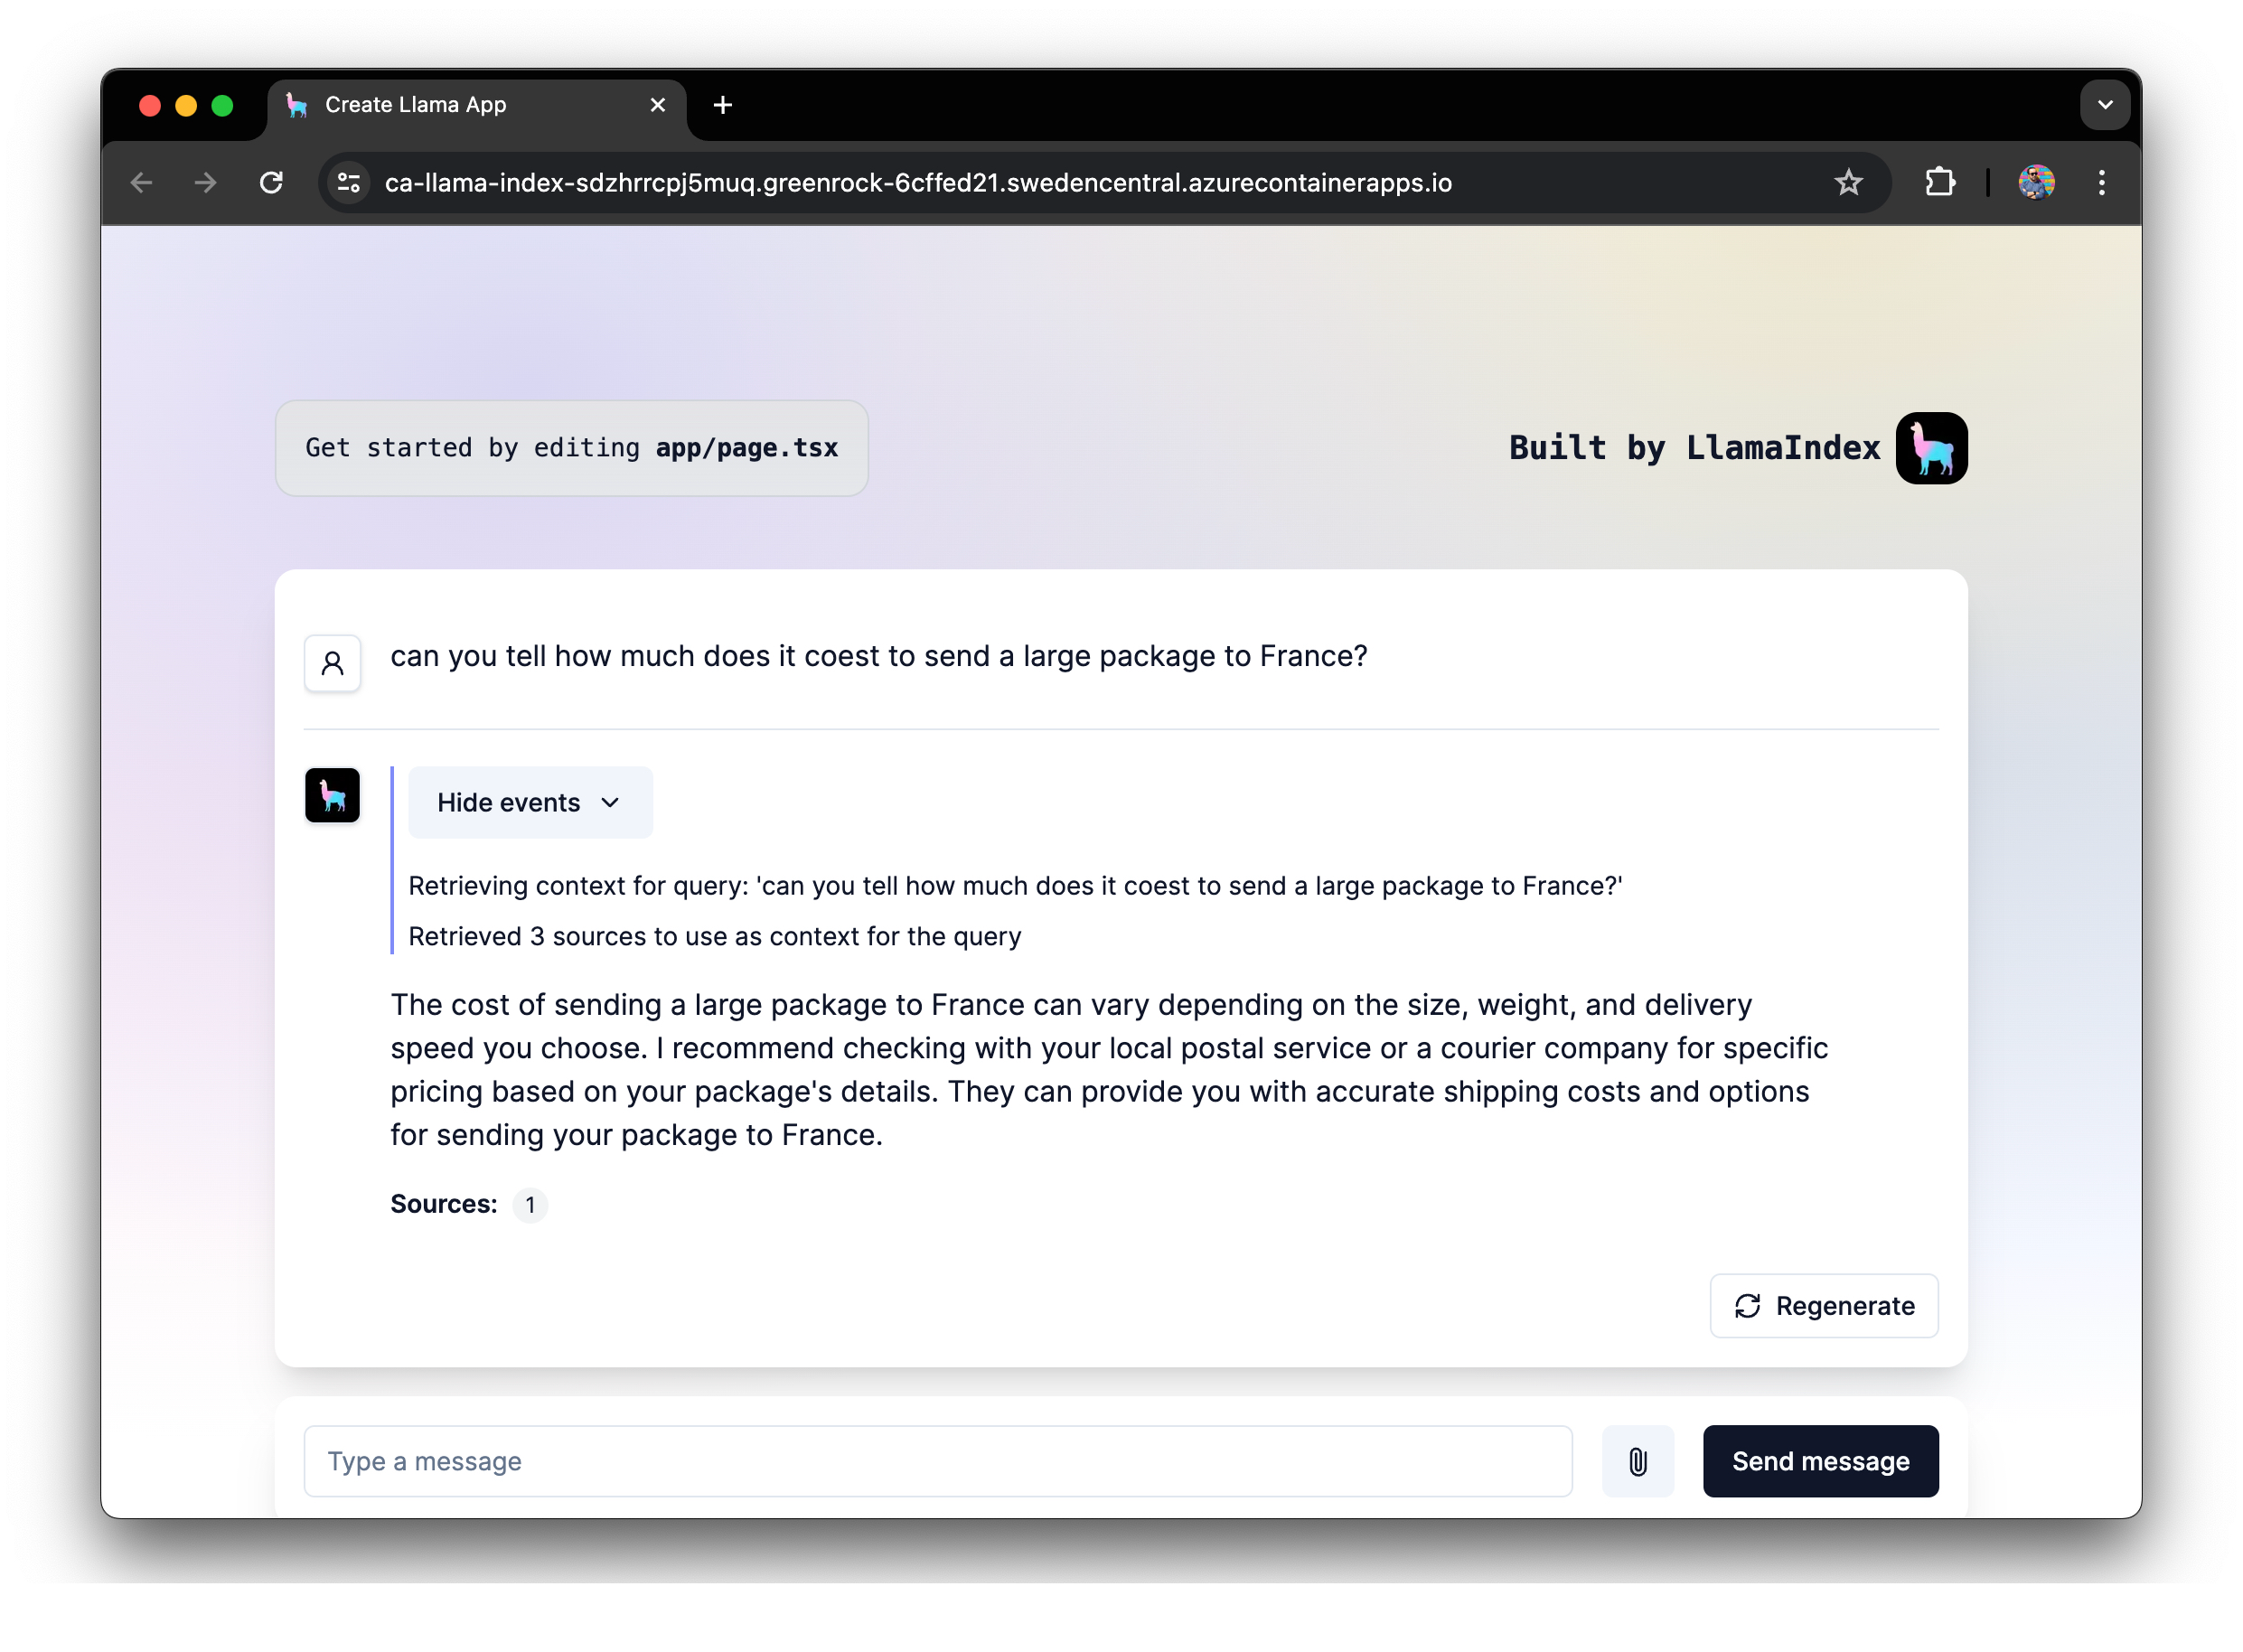 Create Llama App
ca-llama-index-sdzhrrcpj5muq.greenrock-6cffed21.swedencentral.azurecontainerapps.io
Get started by editing app/page.tsx
Built by LlamaIndex
can you tell how much does it coest to send a large package to France?
Hide events
Retrieving context for query: 'can you tell how much does it coest to send a large package to France?'
Retrieved 3 sources to use as context for the query
The cost of sending a large package to France can vary depending on the size, weight, and delivery
speed you choose. I recommend checking with your local postal service or a courier company for specific
pricing based on your package's details. They can provide you with accurate shipping costs and options
for sending your package to France.
Sources: 1
Regenerate
Type a message
Send message